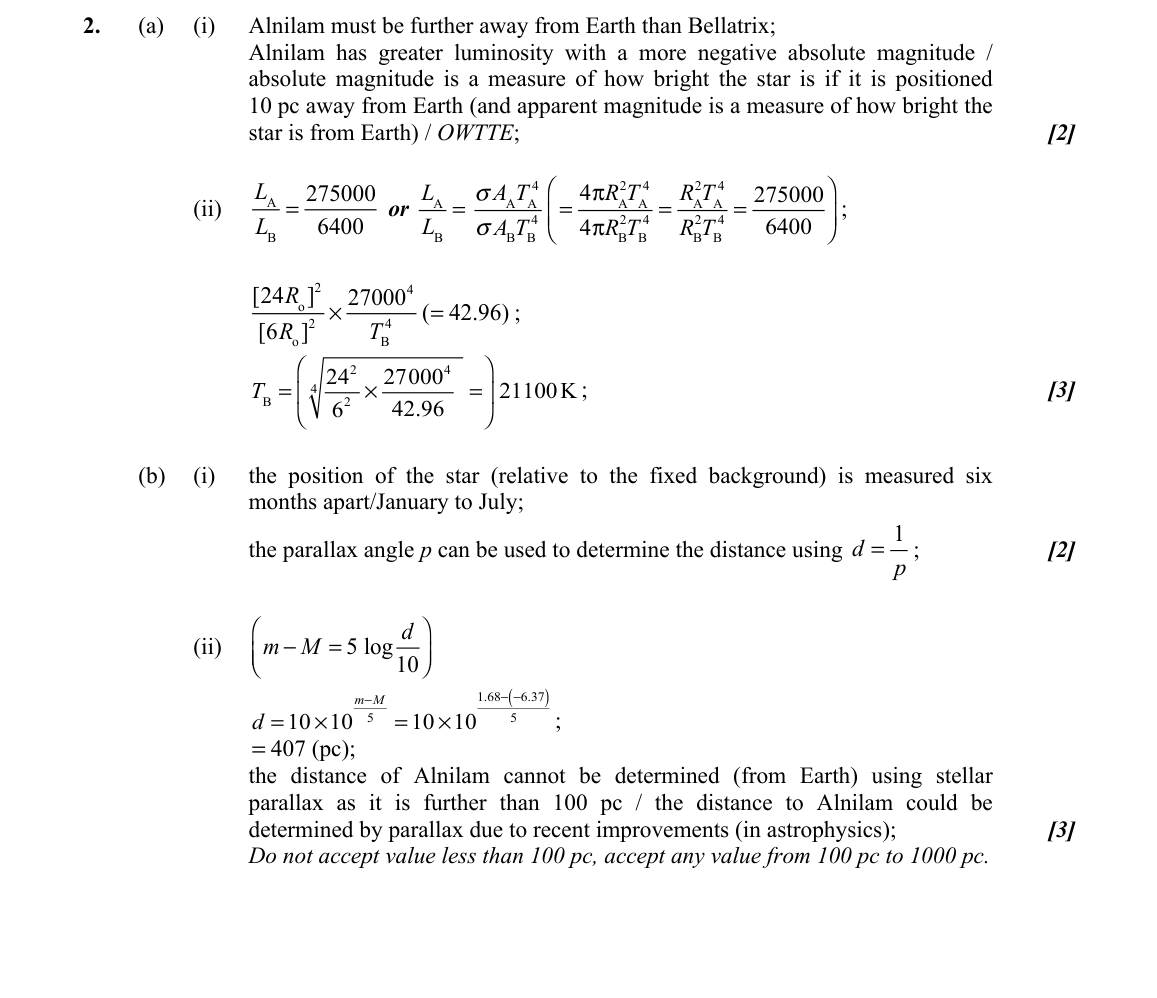 2. (a) (i) Alnilam must be further away from Earth than Bellatrix;
Alnilam has greater luminosity with a more negative absolute magnitude /
absolute magnitude is a measure of how bright the star is if it is positioned
10 pc away from Earth (and apparent magnitude is a measure of how bright the
star is from Earth) / OWTTE; [2]
(ii) L_A/L_B = 275000/6400 or L_A/L_B = σA_AT_A^4/σA_BT_B^4 (= 4πR_A^2T_A^4/4πR_B^2T_B^4 = R_A^2T_A^4/R_B^2T_B^4 = 275000/6400);
[24R_o]^2/[6R_o]^2 × 27000^4/T_B^4 (= 42.96);
T_B = (∜(24^2/6^2 × 27000^4/42.96) =) 21100 K; [3]
(b) (i) the position of the star (relative to the fixed background) is measured six
months apart/January to July;
the parallax angle p can be used to determine the distance using d = 1/p; [2]
(ii) (m − M = 5 log d/10)
d = 10×10^((m−M)/5) = 10×10^((1.68−(−6.37))/5);
= 407 (pc);
the distance of Alnilam cannot be determined (from Earth) using stellar
parallax as it is further than 100 pc / the distance to Alnilam could be
determined by parallax due to recent improvements (in astrophysics); [3]
Do not accept value less than 100 pc, accept any value from 100 pc to 1000 pc.